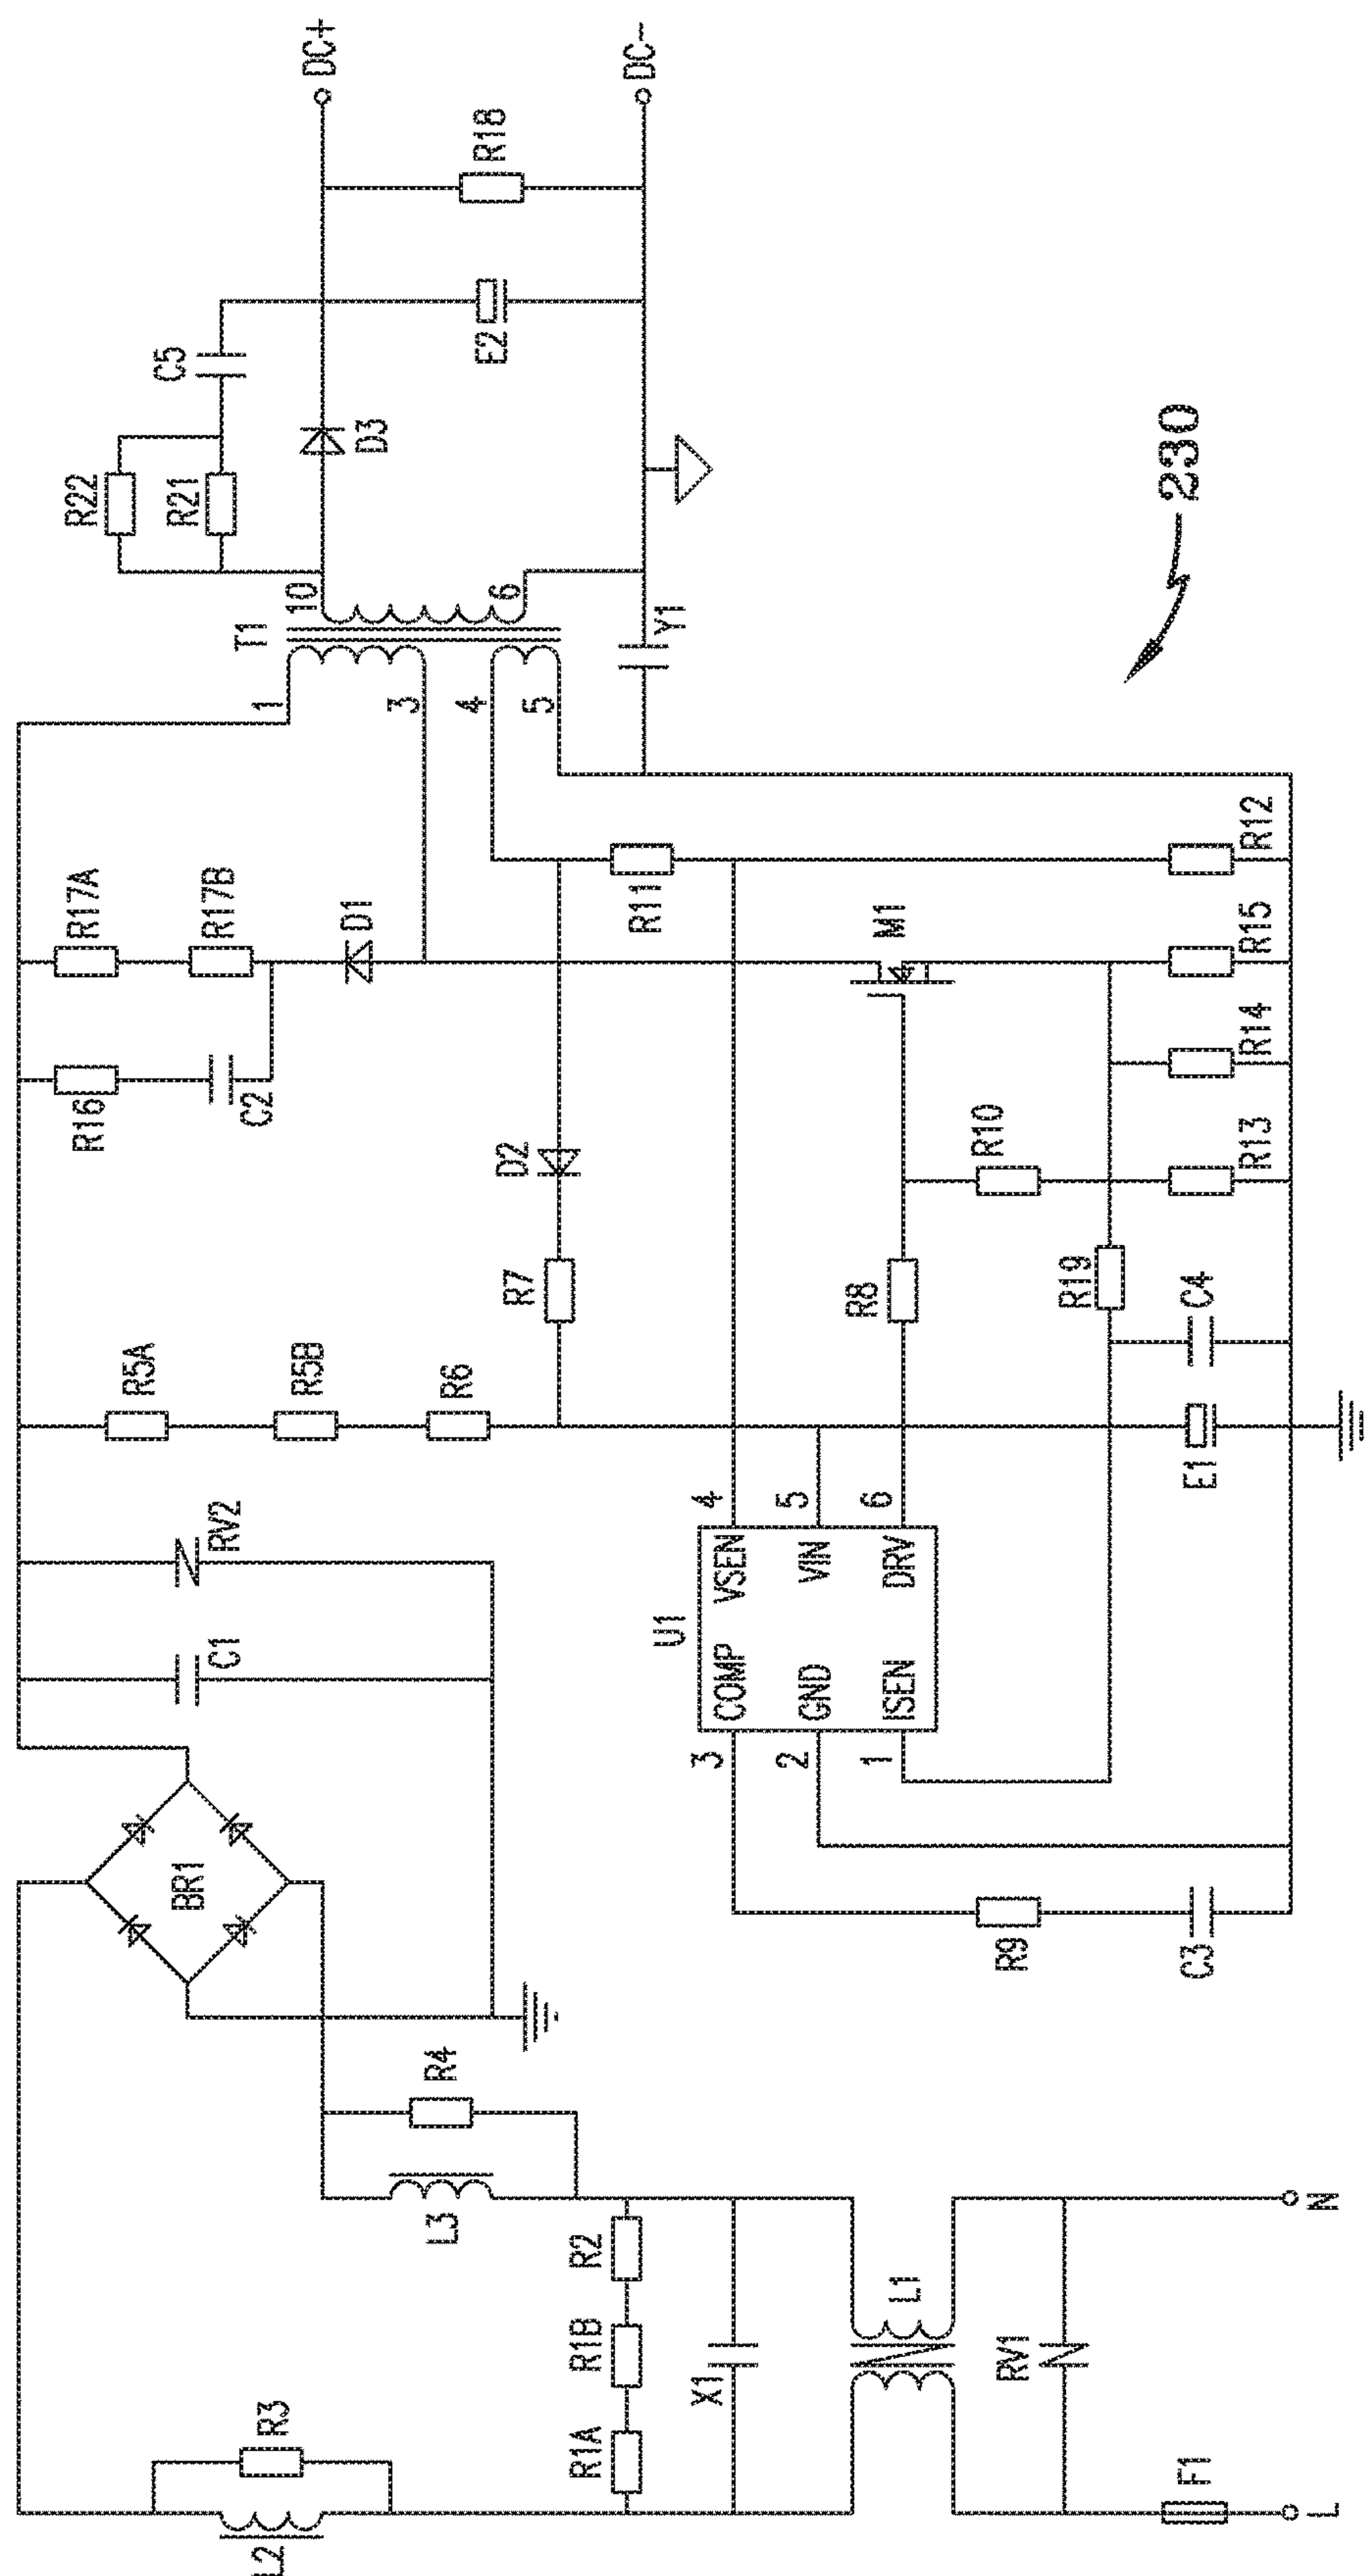 L2
R3
L3
R4
R1A
R1B
R2
X1
L1
RV1
F1
L
N
BR1
C1
RV2
R5A
R5B
R6
R7
D2
R16
C2
R17A
R17B
D1
1
3
4
5
T1
10
6
R22
R21
C5
D3
E2
R18
DC+
DC-
Y1
R11
M1
R12
R15
R14
R13
R10
R8
R19
C4
E1
U1
COMP VSEN
GND VIN
ISEN DRV
3
2
1
4
5
6
R9
C3
230